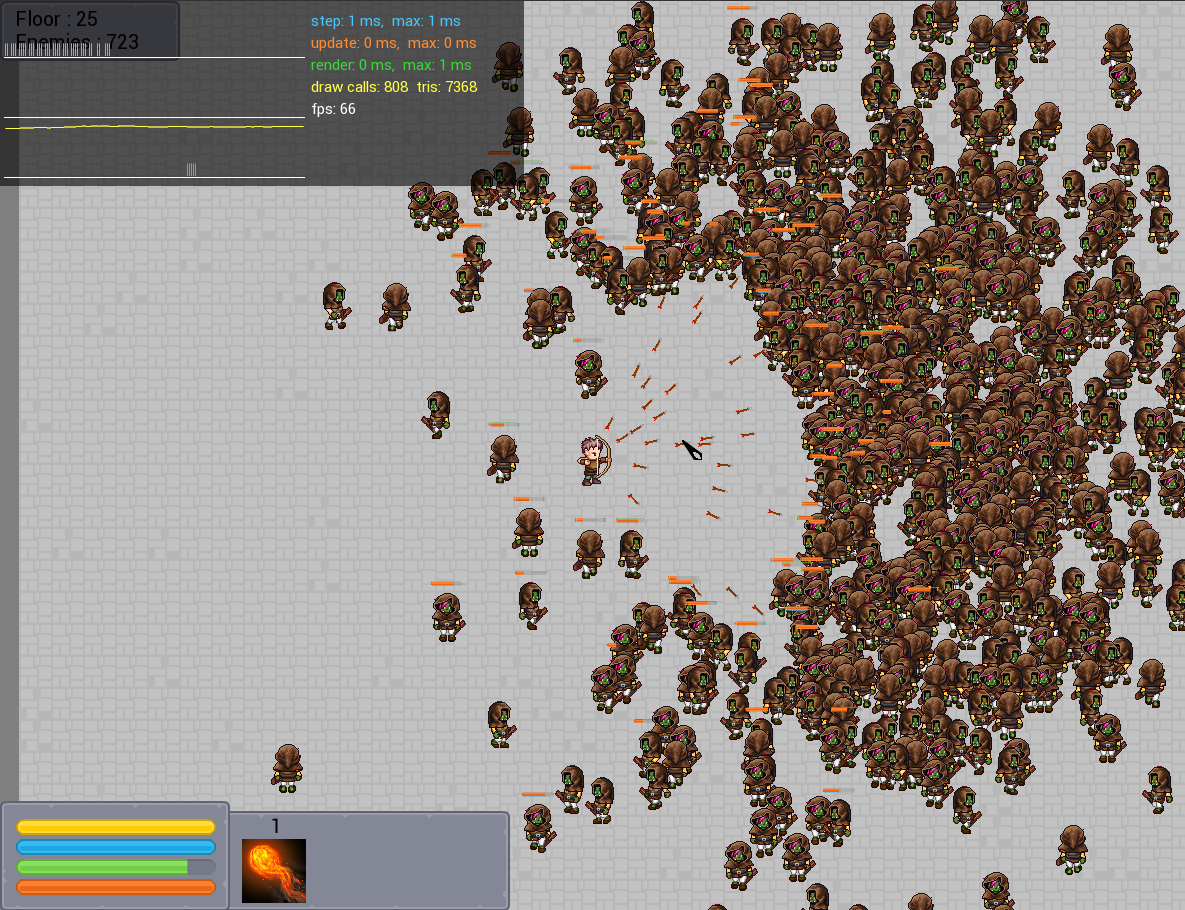 Floor : 25
Enemies : 723
step: 1 ms, max: 1 ms
update: 0 ms, max: 0 ms
render: 0 ms, max: 1 ms
draw calls: 808 tris: 7368
fps: 66
1